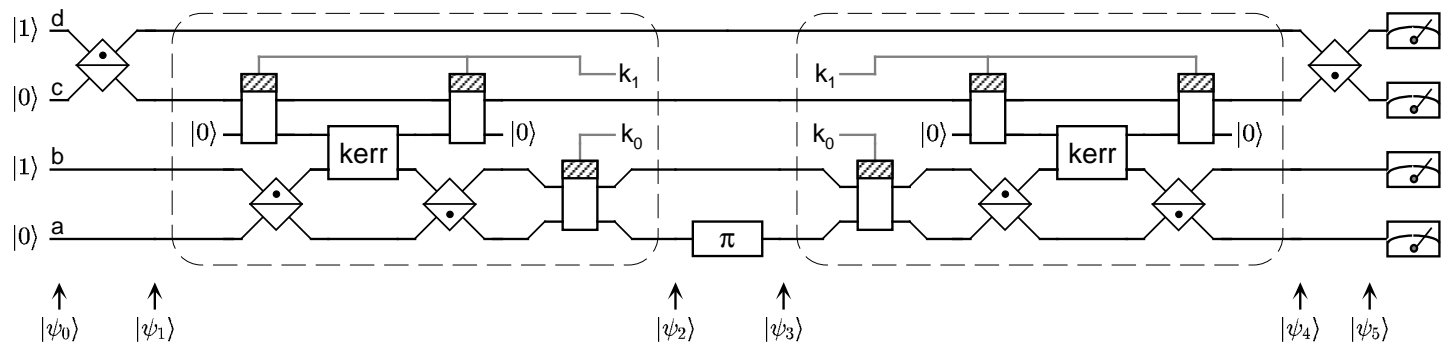 |1⟩ d
k₁ k₁
|0⟩ c
|0⟩ |0⟩ |0⟩ |0⟩
kerr k₀ k₀ kerr
|1⟩ b
|0⟩ a
π
|ψ₀⟩ |ψ₁⟩ |ψ₂⟩ |ψ₃⟩ |ψ₄⟩ |ψ₅⟩